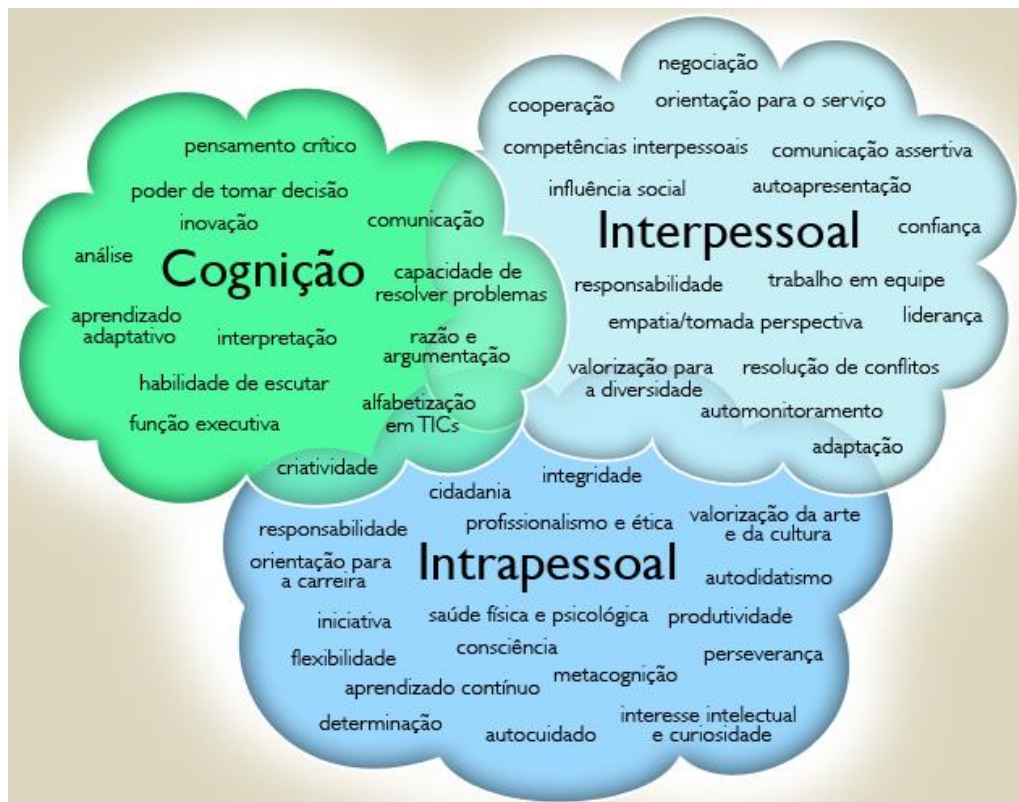 pensamento crítico
poder de tomar decisão
inovação
comunicação
análise
Cognição
capacidade de
resolver problemas
aprendizado
adaptativo
interpretação
razão e
argumentação
habilidade de escutar
alfabetização
em TICs
função executiva
criatividade
negociação
cooperação
orientação para o serviço
competências interpessoais
comunicação assertiva
influência social
autoapresentação
Interpessoal
confiança
responsabilidade
trabalho em equipe
empatia/tomada perspectiva
liderança
valorização para
a diversidade
resolução de conflitos
automonitoramento
adaptação
cidadania
integridade
responsabilidade
profissionalismo e ética
valorização da arte
e da cultura
orientação para
a carreira
Intrapessoal
autodidatismo
iniciativa
saúde física e psicológica
produtividade
flexibilidade
consciência
perseverança
aprendizado contínuo
metacognição
determinação
autocuidado
interesse intelectual
e curiosidade